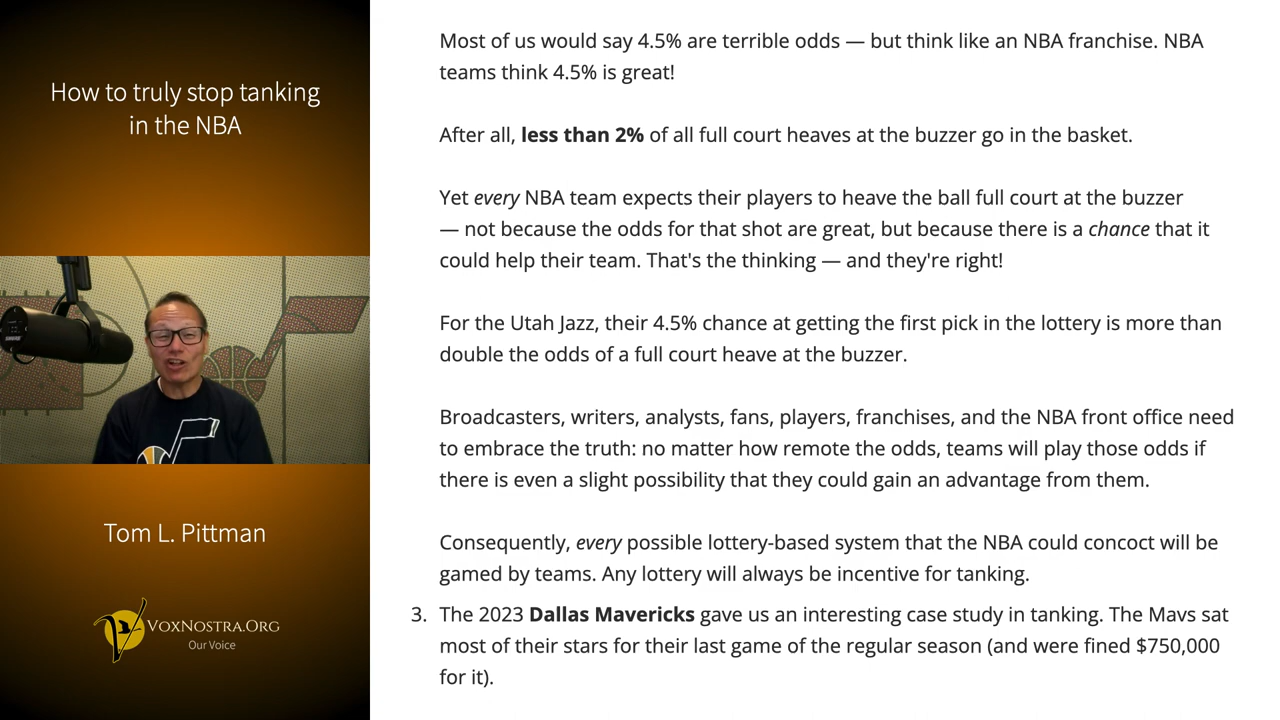 How to truly stop tanking
in the NBA
SHURE
Tom L. Pittman
VOXNOSTRA.ORG
Our Voice
Most of us would say 4.5% are terrible odds — but think like an NBA franchise. NBA
teams think 4.5% is great!
After all, less than 2% of all full court heaves at the buzzer go in the basket.
Yet every NBA team expects their players to heave the ball full court at the buzzer
— not because the odds for that shot are great, but because there is a chance that it
could help their team. That's the thinking — and they're right!
For the Utah Jazz, their 4.5% chance at getting the first pick in the lottery is more than
double the odds of a full court heave at the buzzer.
Broadcasters, writers, analysts, fans, players, franchises, and the NBA front office need
to embrace the truth: no matter how remote the odds, teams will play those odds if
there is even a slight possibility that they could gain an advantage from them.
Consequently, every possible lottery-based system that the NBA could concoct will be
gamed by teams. Any lottery will always be incentive for tanking.
3. The 2023 Dallas Mavericks gave us an interesting case study in tanking. The Mavs sat
most of their stars for their last game of the regular season (and were fined $750,000
for it).